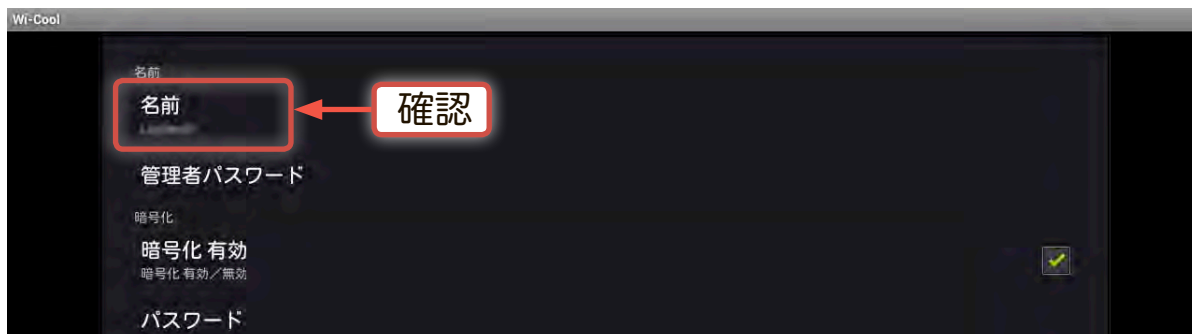 Wi-Cool
名前
名前
確認
管理者パスワード
暗号化
暗号化 有効
暗号化 有効／無効
パスワード